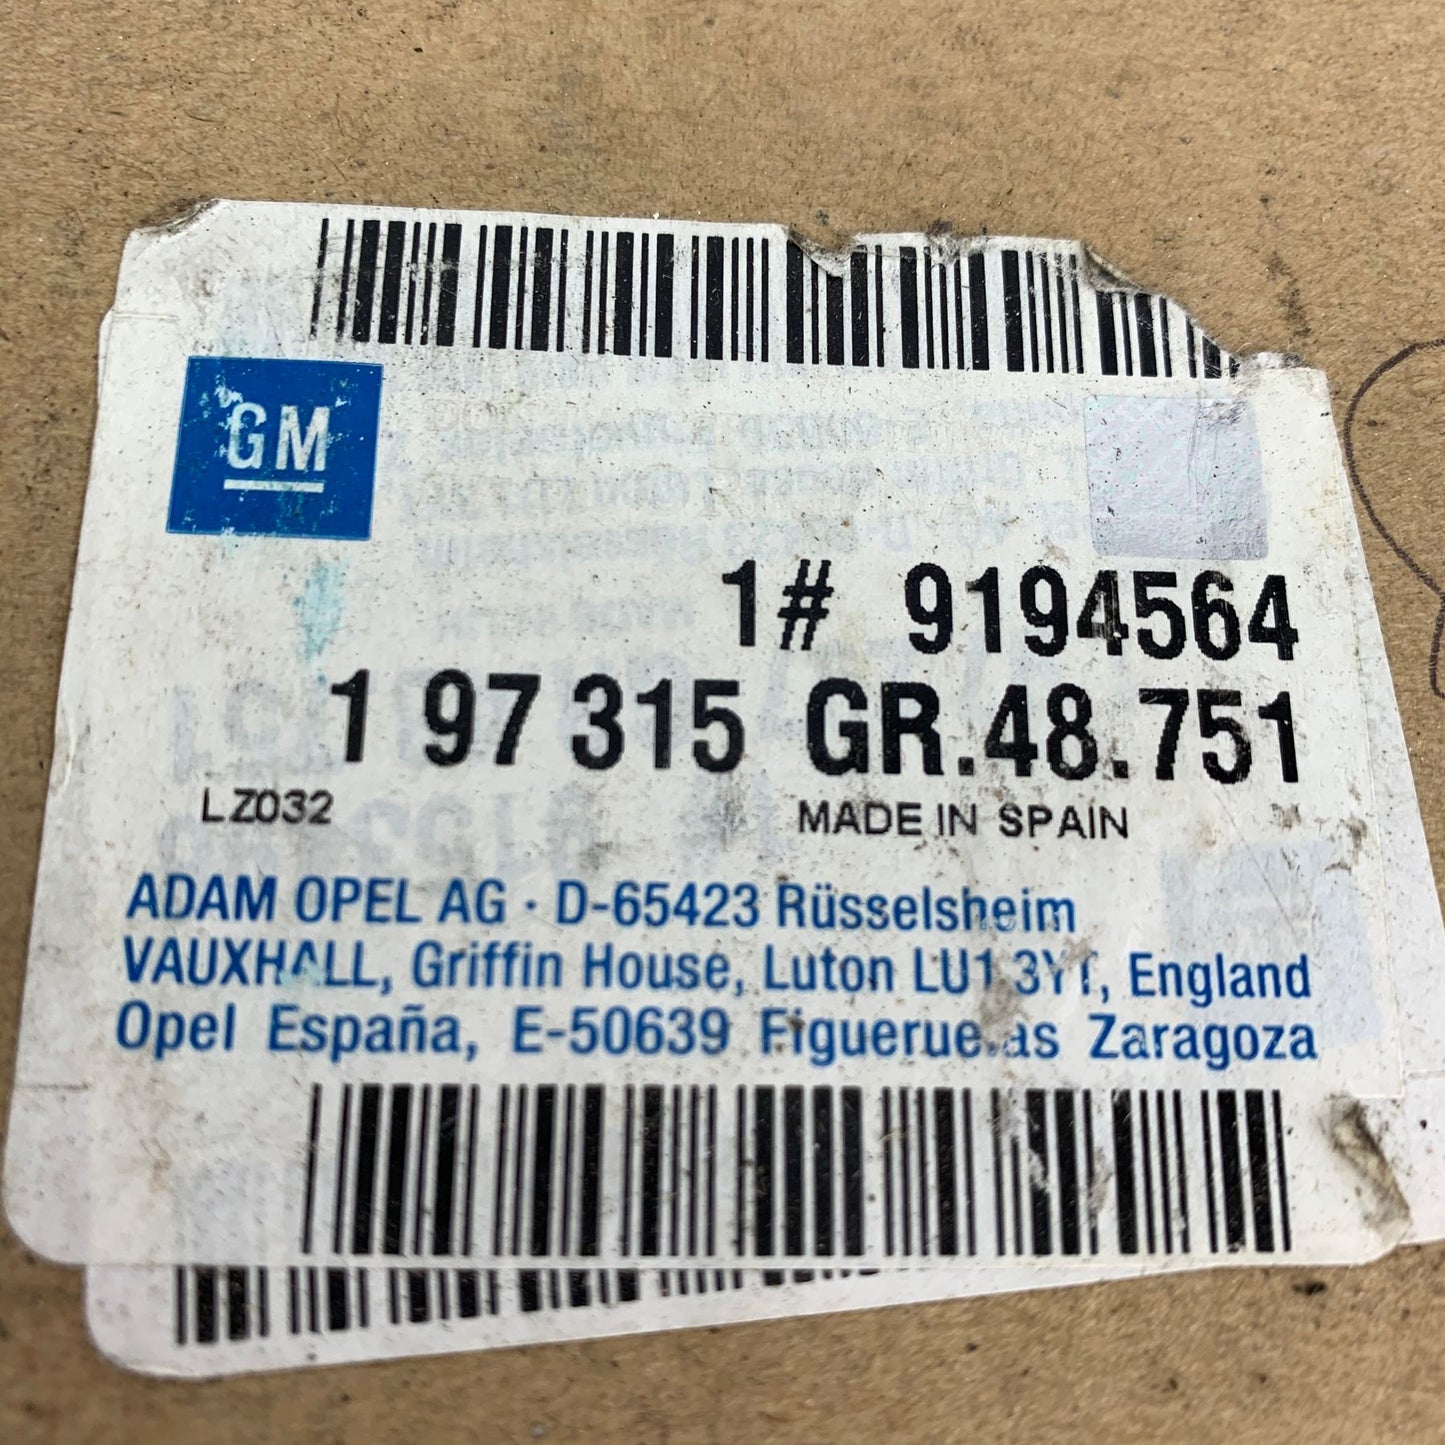 GM
1# 9194564
1 97 315 GR.48.751
LZ032
MADE IN SPAIN
ADAM OPEL AG · D-65423 Rüsselsheim
VAUXHALL, Griffin House, Luton LU1 3YT, England
Opel España, E-50639 Figueruelas Zaragoza